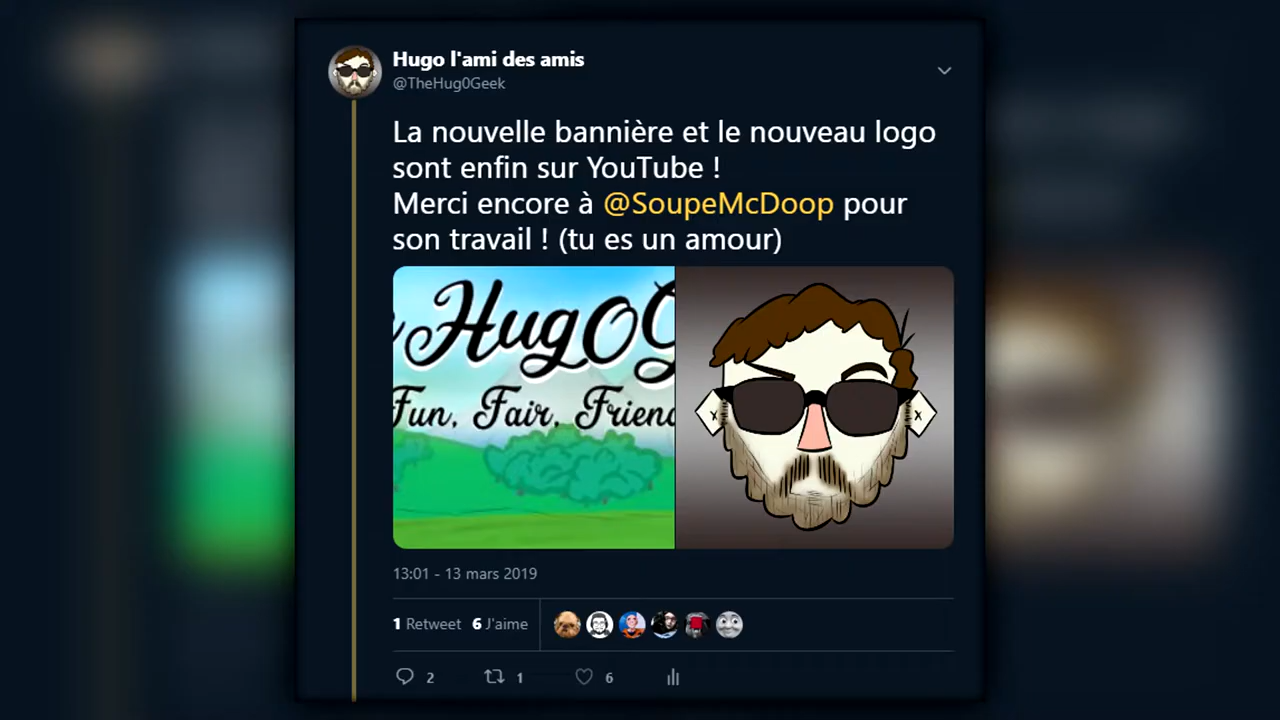 Hugo l'ami des amis
@TheHug0Geek
La nouvelle bannière et le nouveau logo
sont enfin sur YouTube !
Merci encore à @SoupeMcDoop pour
son travail ! (tu es un amour)
HugOG
Fun, Fair, Friend
13:01 - 13 mars 2019
1 Retweet 6 J'aime
2 1 6